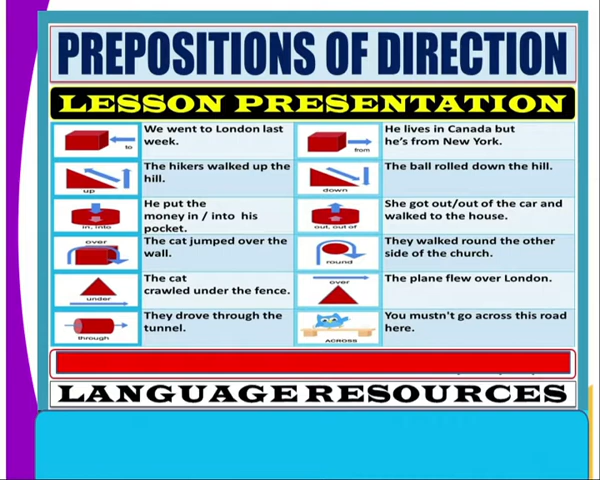 PREPOSITIONS OF DIRECTION
LESSON PRESENTATION
to
We went to London last
week.
from
He lives in Canada but
he's from New York.
up
The hikers walked up the
hill.
down
The ball rolled down the hill.
in, into
He put the
money in / into his
pocket.
out, out of
She got out/out of the car and
walked to the house.
over
The cat jumped over the
wall.
round
They walked round the other
side of the church.
under
The cat
crawled under the fence.
over
The plane flew over London.
through
They drove through the
tunnel.
ACROSS
You mustn't go across this road
here.
LANGUAGE RESOURCES